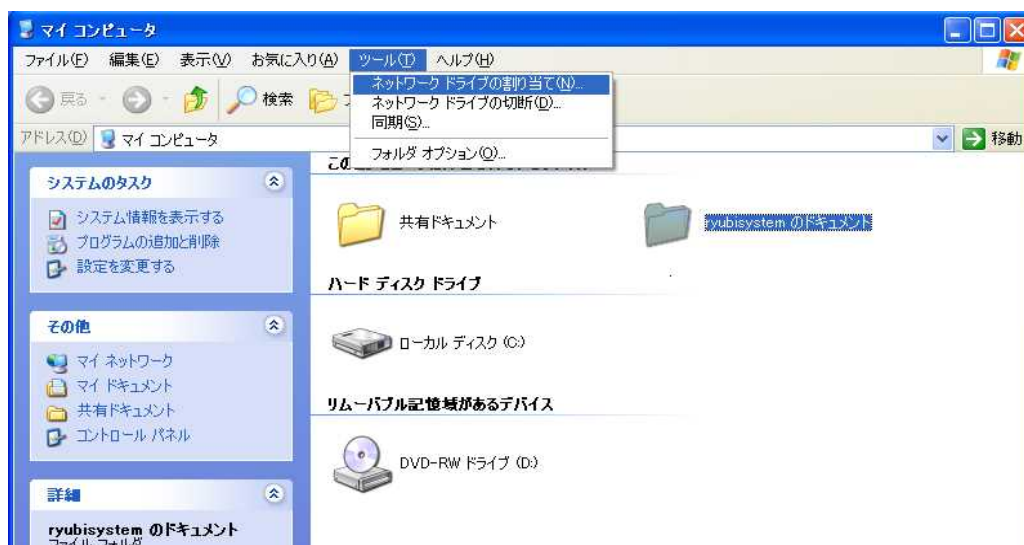 マイ コンピュータ
ファイル(F) 編集(E) 表示(V) お気に入り(A) ツール(T) ヘルプ(H)
ネットワーク ドライブの割り当て(N)...
ネットワーク ドライブの切断(D)...
同期(S)...
フォルダ オプション(O)...
戻る 検索
アドレス(D) マイ コンピュータ 移動
システムのタスク
システム情報を表示する
プログラムの追加と削除
設定を変更する
その他
マイ ネットワーク
マイ ドキュメント
共有ドキュメント
コントロール パネル
詳細
ryubisystem のドキュメント
ファイル フォルダ
共有ドキュメント ryubisystem のドキュメント
ハード ディスク ドライブ
ローカル ディスク (C:)
リムーバブル記憶域があるデバイス
DVD-RW ドライブ (D:)